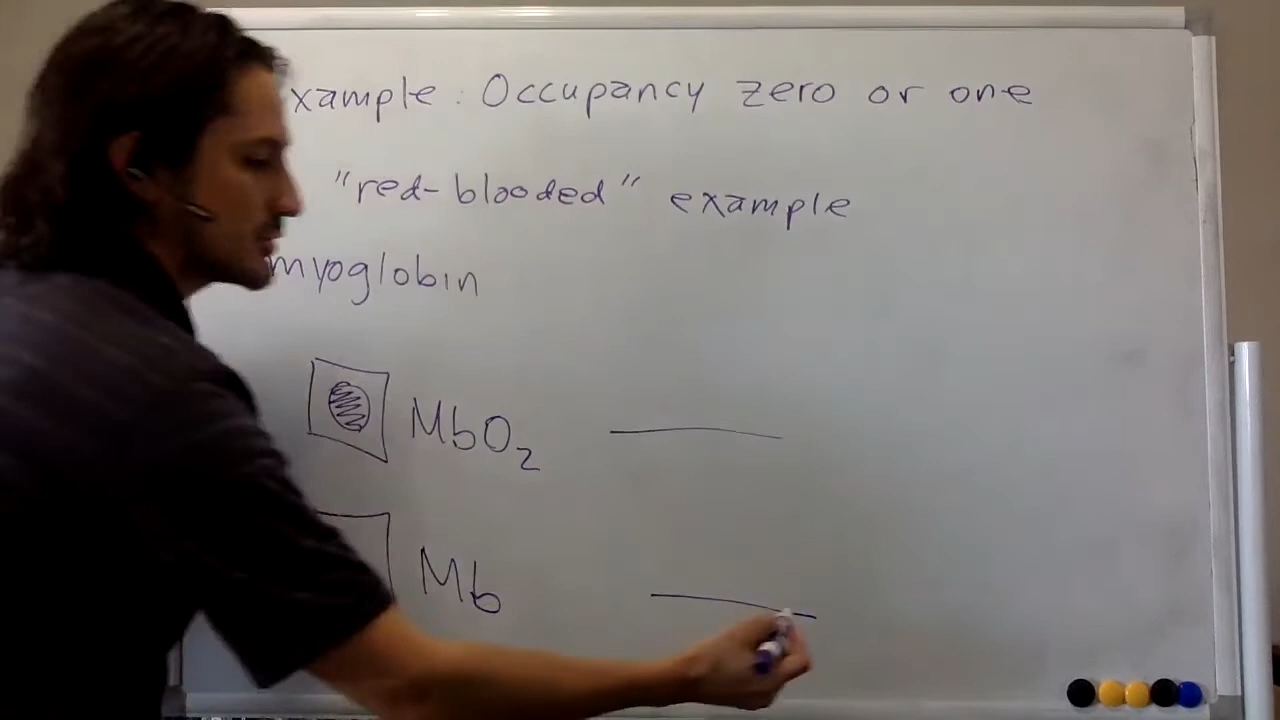 xample: Occupancy zero or one
"red-blooded" example
myoglobin
MbO₂
Mb